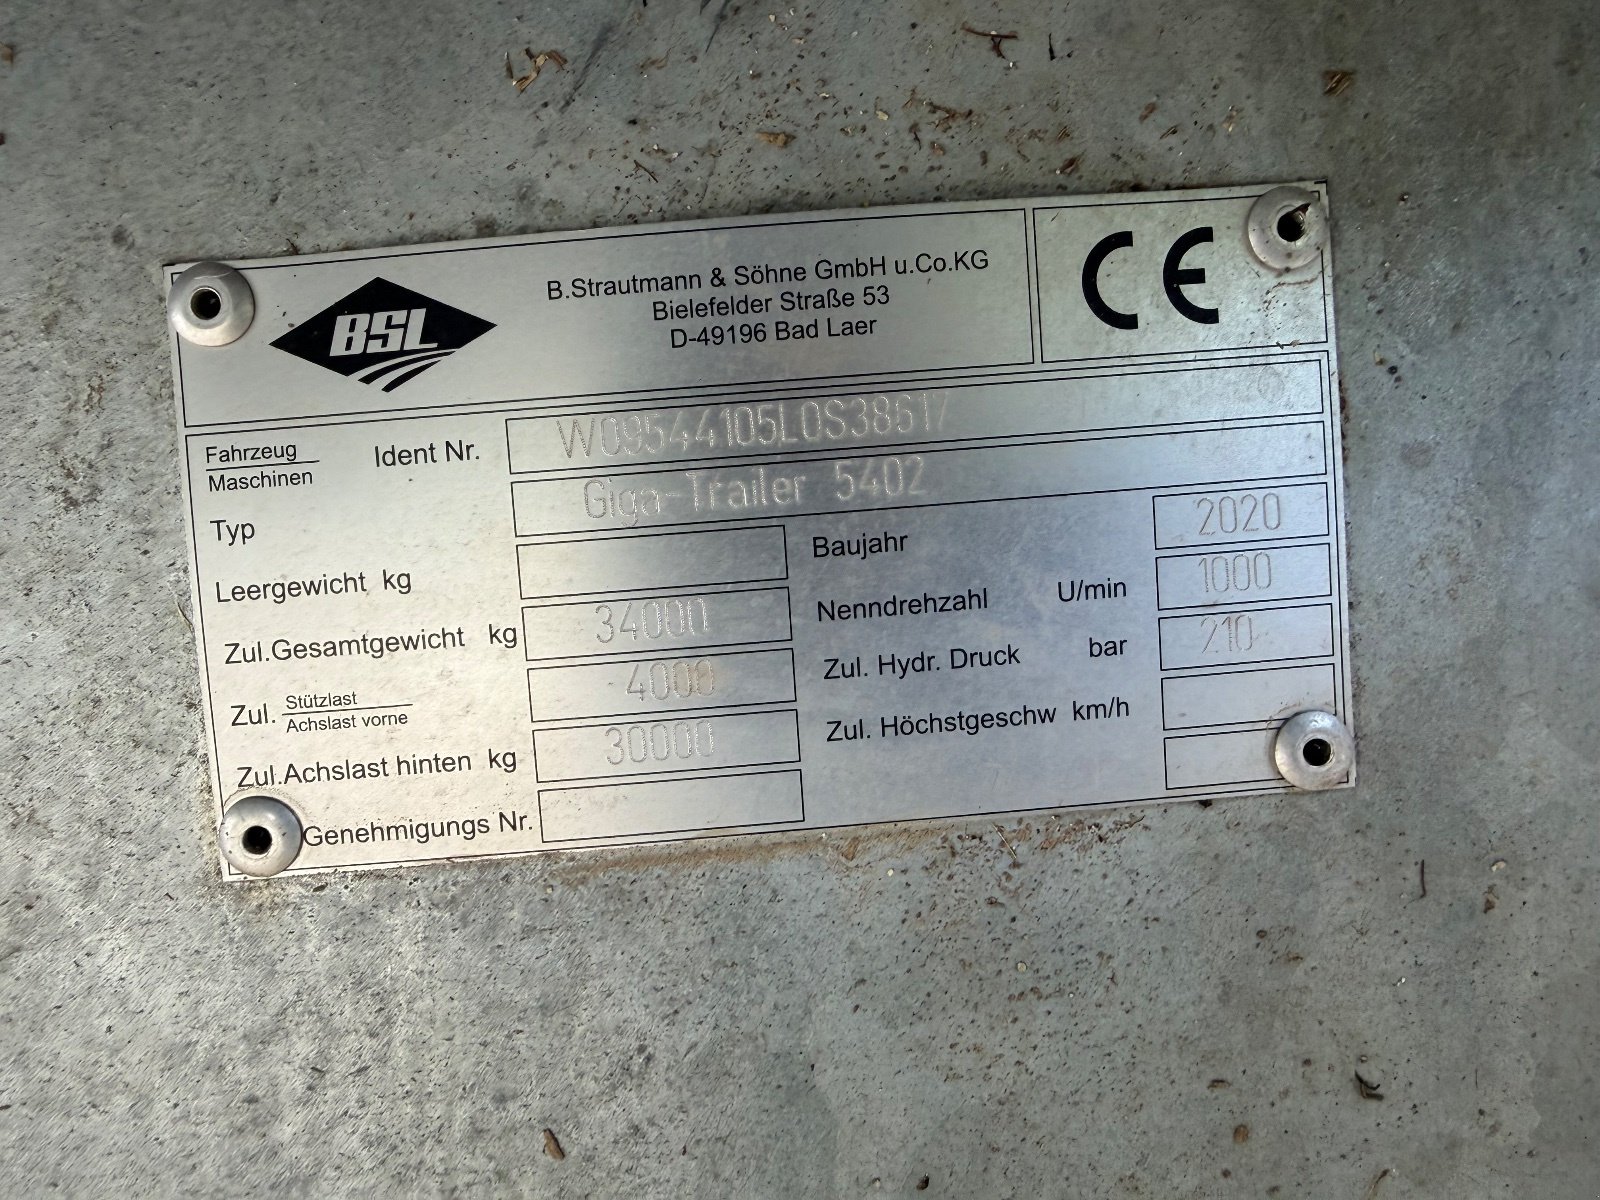 BSL
B.Strautmann & Söhne GmbH u.Co.KG
Bielefelder Straße 53
D-49196 Bad Laer
CE
Fahrzeug
Maschinen
Ident Nr. W09544105L0S38617
Typ Giga-Trailer 5402
Leergewicht kg
Zul.Gesamtgewicht kg 34000
Zul. Stützlast
Achslast vorne 4000
Zul.Achslast hinten kg 30000
Genehmigungs Nr.
Baujahr 2020
Nenndrehzahl U/min 1000
Zul. Hydr. Druck bar 210
Zul. Höchstgeschw km/h